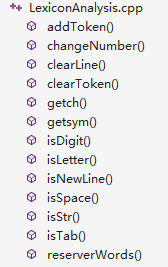 LexiconAnalysis.cpp
addToken()
changeNumber()
clearLine()
clearToken()
getch()
getsym()
isDigit()
isLetter()
isNewLine()
isSpace()
isStr()
isTab()
reserverWords()